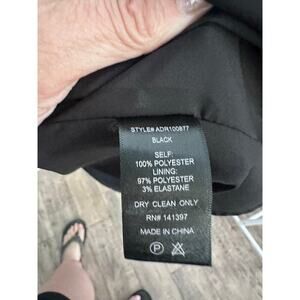 STYLE# ADR100877
BLACK
SELF:
100% POLYESTER
LINING:
97% POLYESTER
3% ELASTANE
DRY CLEAN ONLY
RN# 141397
MADE IN CHINA
P